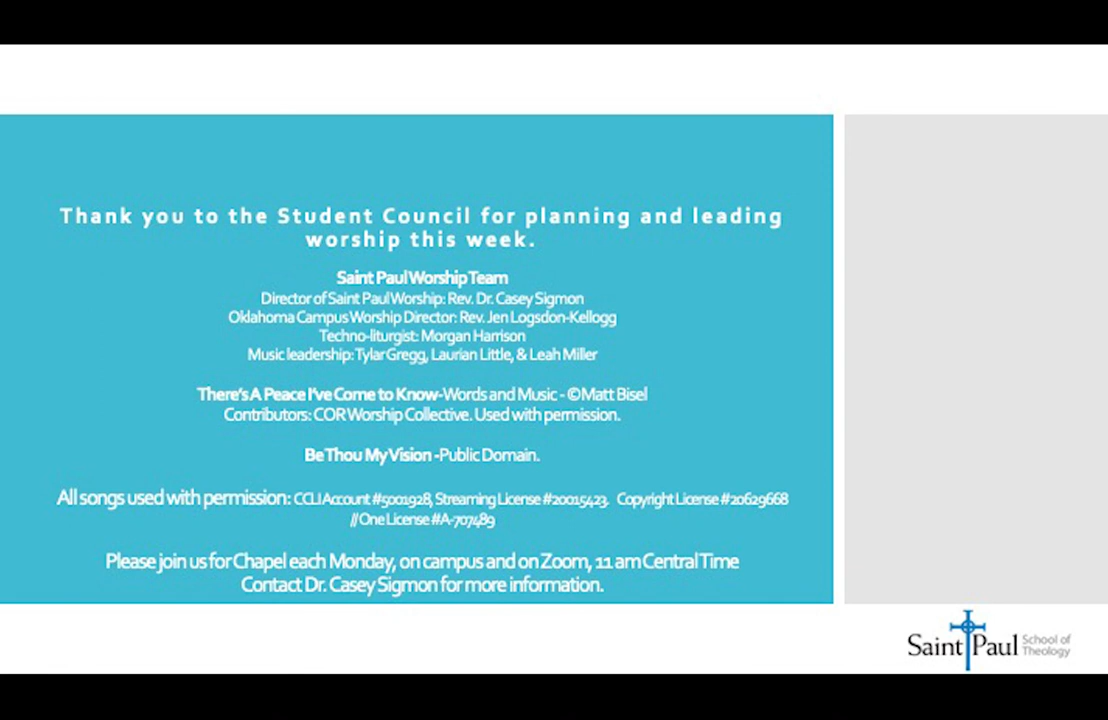 Thank you to the Student Council for planning and leading
worship this week.
Saint Paul Worship Team
Director of Saint Paul Worship: Rev. Dr. Casey Sigmon
Oklahoma Campus Worship Director: Rev. Jen Logsdon-Kellogg
Techno-liturgist: Morgan Harrison
Music leadership: Tylar Gregg, Laurian Little, & Leah Miller
There's A Peace I've Come to Know-Words and Music - ©Matt Bisel
Contributors: COR Worship Collective. Used with permission.
Be Thou My Vision -Public Domain.
All songs used with permission: CCLI Account #5001928, Streaming License #20015423. Copyright License #20629668
//One License #A-707489
Please join us for Chapel each Monday, on campus and on Zoom, 11 am Central Time
Contact Dr. Casey Sigmon for more information.
Saint Paul School of
Theology